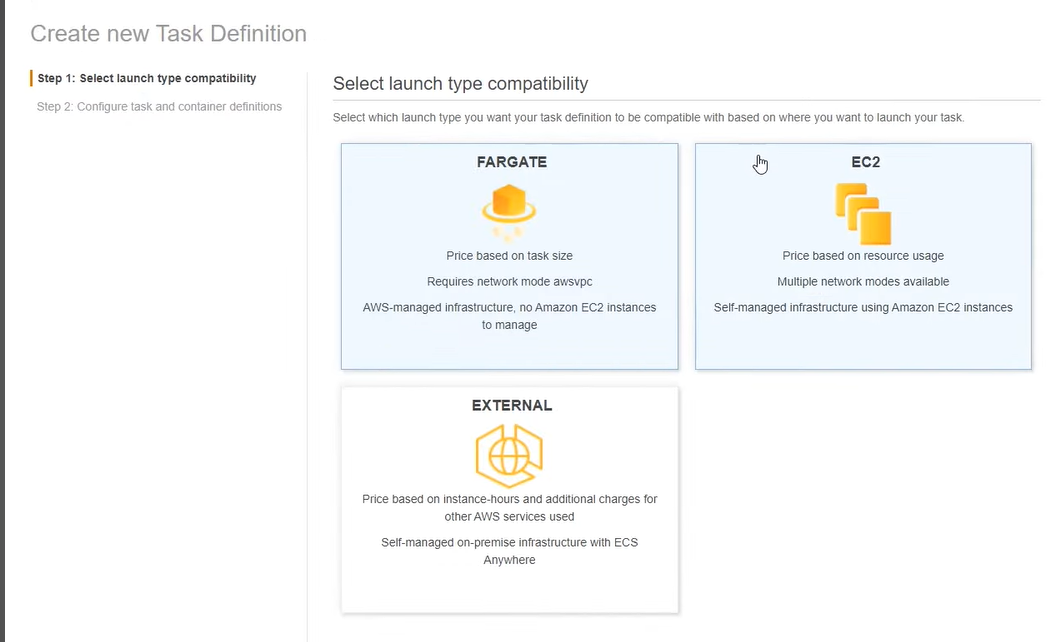 Create new Task Definition
Step 1: Select launch type compatibility
Step 2: Configure task and container definitions
Select launch type compatibility
Select which launch type you want your task definition to be compatible with based on where you want to launch your task.
FARGATE
Price based on task size
Requires network mode awsvpc
AWS-managed infrastructure, no Amazon EC2 instances
to manage
EC2
Price based on resource usage
Multiple network modes available
Self-managed infrastructure using Amazon EC2 instances
EXTERNAL
Price based on instance-hours and additional charges for
other AWS services used
Self-managed on-premise infrastructure with ECS
Anywhere